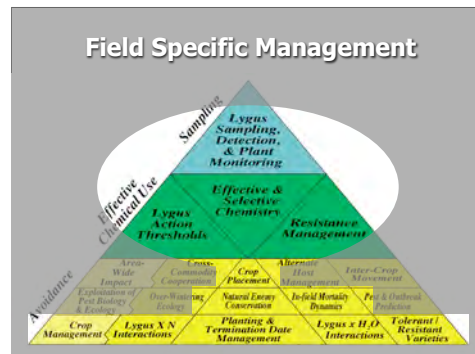 Field Specific Management
Sampling
Lygus
Sampling,
Detection,
& Plant
Monitoring
Effective
Chemical Use
Effective &
Selective
Chemistry
Lygus
Action
Thresholds
Resistance
Management
Avoidance
Area-
Wide
Impact
Cross-
Commodity
Cooperation
Crop
Placement
Alternate
Host
Management
Inter-Crop
Movement
Exploitation of
Pest Biology
& Ecology
Over-Wintering
Ecology
Natural Enemy
Conservation
In-field Mortality
Dynamics
Pest & Outbreak
Prediction
Crop
Management
Lygus X N
Interactions
Planting &
Termination Date
Management
Lygus x H₂O
Interactions
Tolerant /
Resistant
Varieties